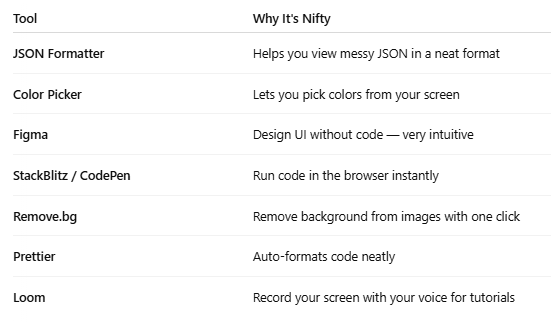 Tool Why It's Nifty
JSON Formatter Helps you view messy JSON in a neat format
Color Picker Lets you pick colors from your screen
Figma Design UI without code — very intuitive
StackBlitz / CodePen Run code in the browser instantly
Remove.bg Remove background from images with one click
Prettier Auto-formats code neatly
Loom Record your screen with your voice for tutorials